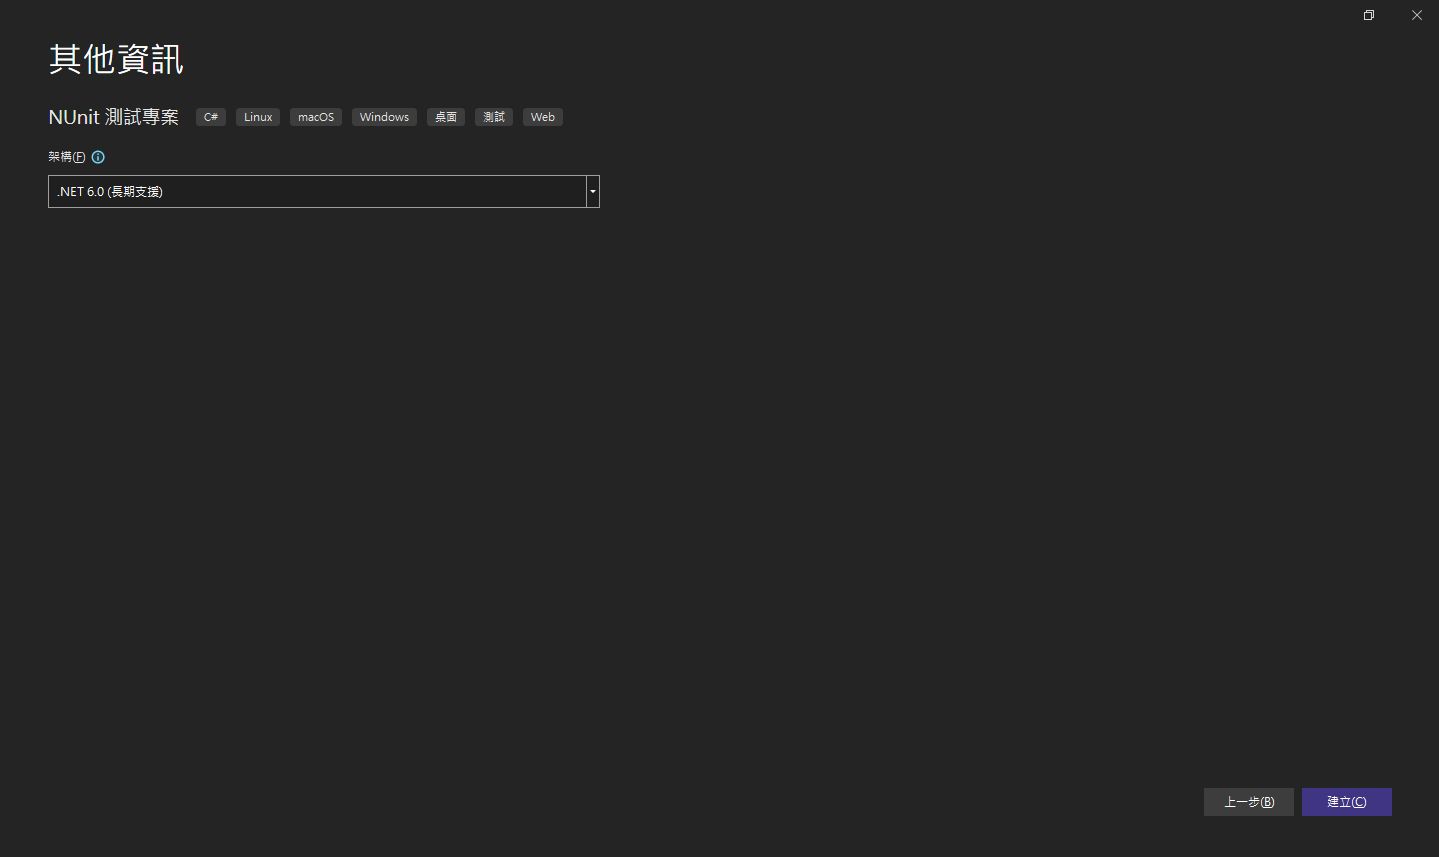 其他資訊
NUnit 測試專案 C# Linux macOS Windows 桌面 測試 Web
架構(F)
.NET 6.0 (長期支援)
上一步(B) 建立(C)